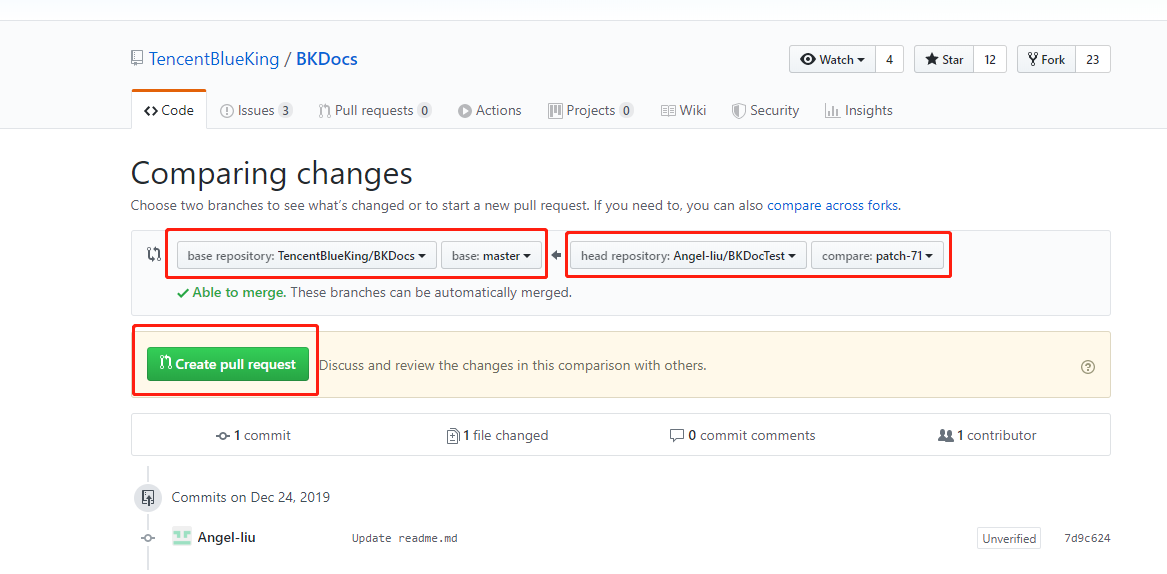 TencentBlueKing / BKDocs
Watch 4 Star 12 Fork 23
Code Issues 3 Pull requests 0 Actions Projects 0 Wiki Security Insights
Comparing changes
Choose two branches to see what's changed or to start a new pull request. If you need to, you can also compare across forks.
base repository: TencentBlueKing/BKDocs base: master head repository: Angel-liu/BKDocTest compare: patch-71
Able to merge. These branches can be automatically merged.
Create pull request Discuss and review the changes in this comparison with others.
1 commit 1 file changed 0 commit comments 1 contributor
Commits on Dec 24, 2019
Angel-liu Update readme.md Unverified 7d9c624